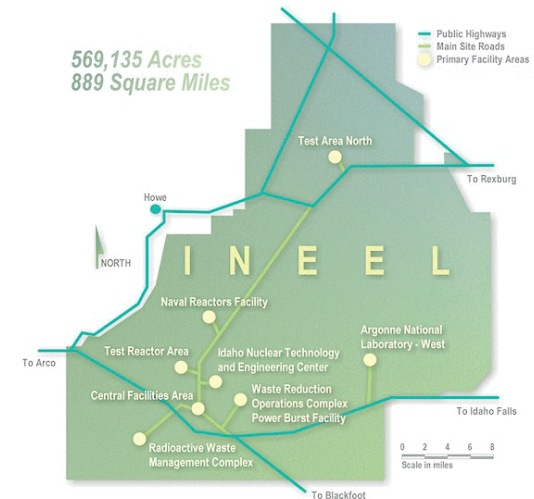 569,135 Acres
889 Square Miles
Public Highways
Main Site Roads
Primary Facility Areas
Test Area North
To Rexburg
Howe
NORTH
I N E E L
Naval Reactors Facility
Argonne National
Laboratory - West
To Arco
Test Reactor Area
Idaho Nuclear Technology
and Engineering Center
Central Facilities Area
Waste Reduction
Operations Complex
Power Burst Facility
To Idaho Falls
Radioactive Waste
Management Complex
0 2 4 6 8
Scale in miles
To Blackfoot